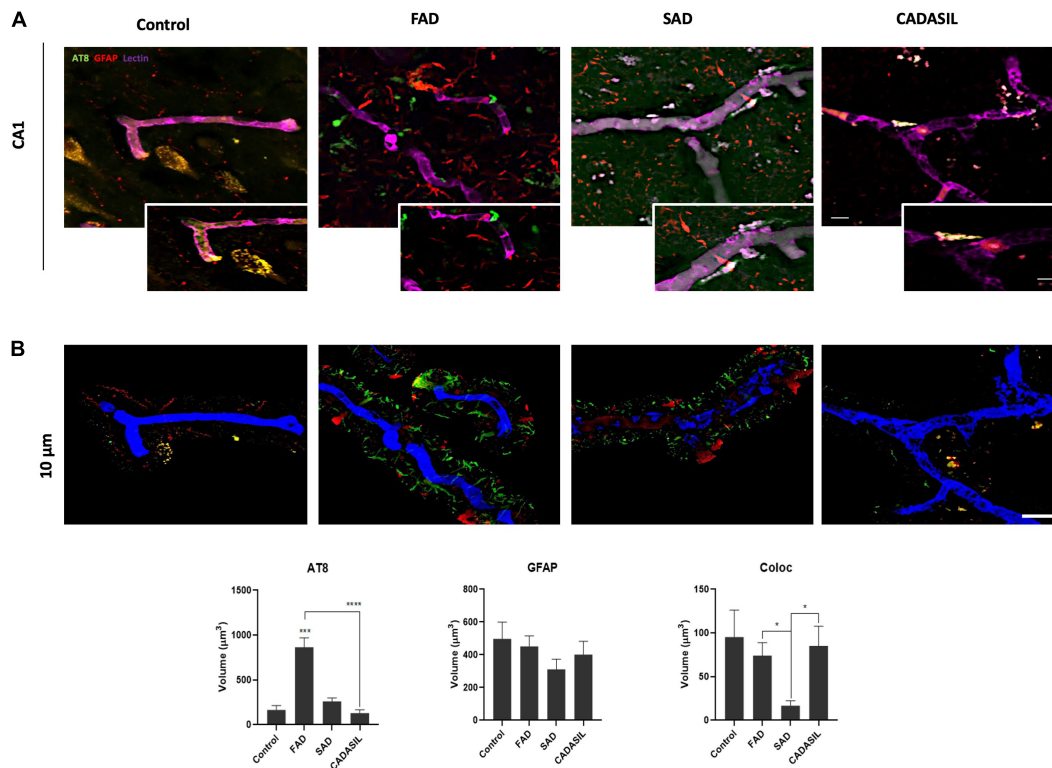 A
Control
FAD
SAD
CADASIL
AT8 GFAP Lectin
CA1
B
10 μm
AT8
Volume (μm³)
1500
1000
500
0
***
****
Control
FAD
SAD
CADASIL
GFAP
Volume (μm³)
800
600
400
200
0
Control
FAD
SAD
CADASIL
Coloc
Volume (μm³)
150
100
50
0
*
*
Control
FAD
SAD
CADASIL